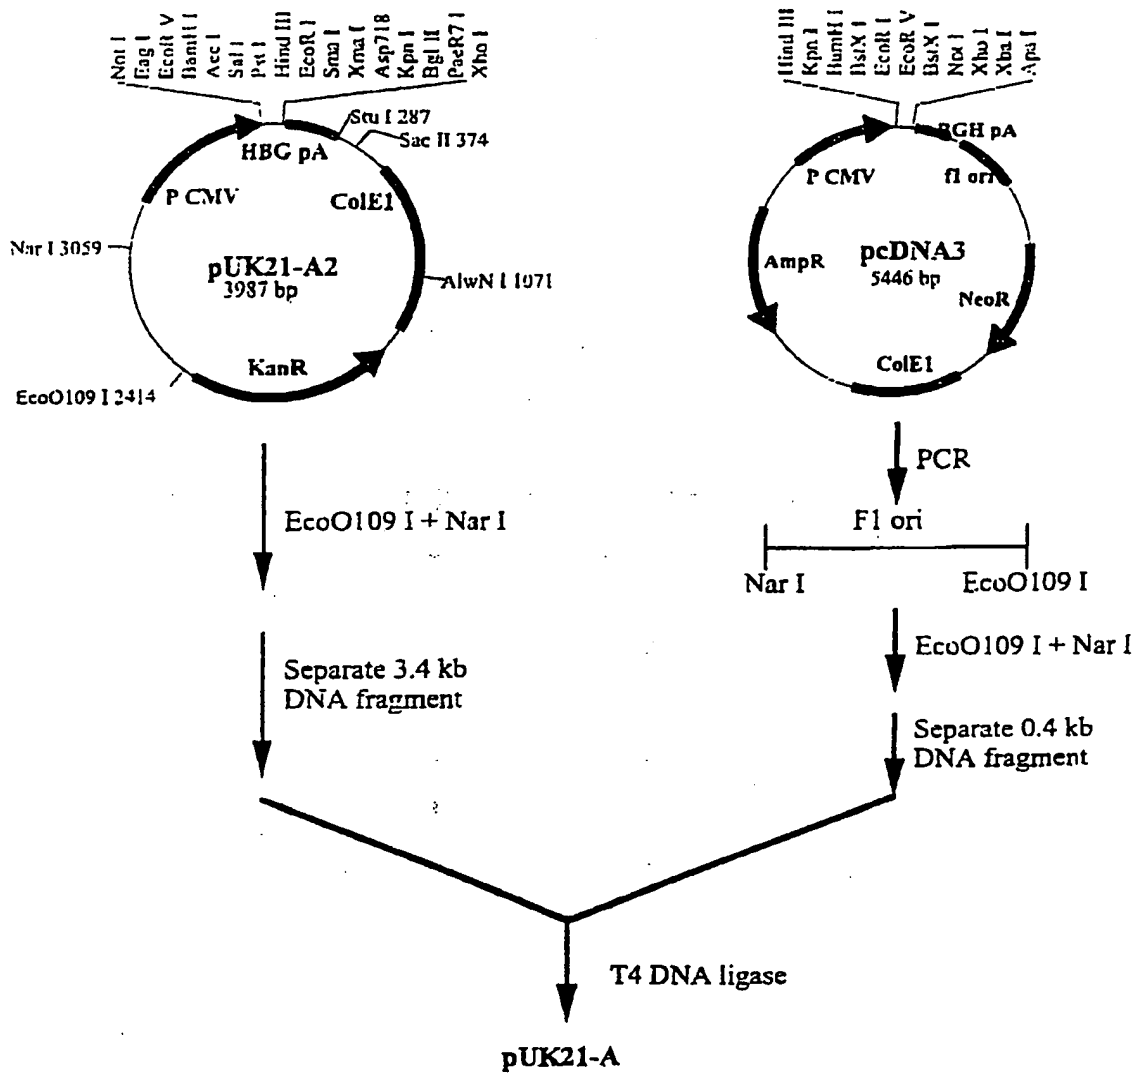 Not I
Eag I
EcoR V
BamH I
Acc I
Sal I
Pst I
Hind III
EcoR I
Sma I
Xma I
Asp718
Kpn I
Bgl II
PaeR7 I
Xho I
Stu I 287
Sac II 374
HBG pA
P CMV
ColE1
Nar I 3059
pUK21-A2
3987 bp
AlwN I 1071
KanR
EcoO109 I 2414
Hind III
Kpn I
BamH I
BstX I
EcoR I
EcoR V
BstX I
Not I
Xho I
Xba I
Apa I
BGH pA
P CMV
f1 ori
AmpR
pcDNA3
5446 bp
NeoR
ColE1
EcoO109 I + Nar I
Separate 3.4 kb
DNA fragment
PCR
F1 ori
Nar I
EcoO109 I
EcoO109 I + Nar I
Separate 0.4 kb
DNA fragment
T4 DNA ligase
pUK21-A